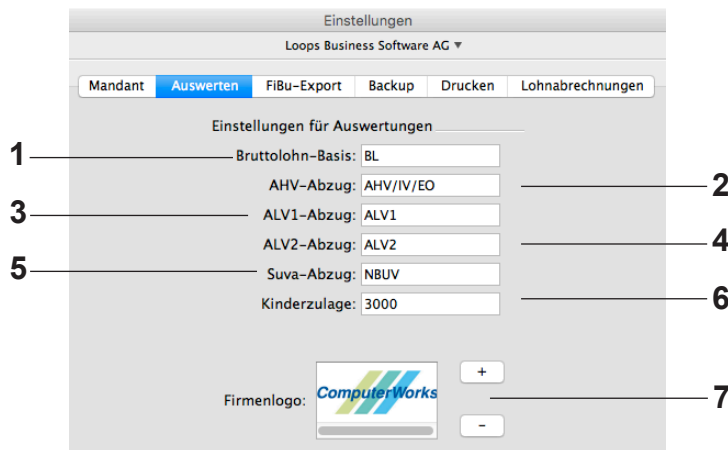 Einstellungen
Loops Business Software AG ▼
Mandant Auswerten FiBu-Export Backup Drucken Lohnabrechnungen
Einstellungen für Auswertungen
1 Bruttolohn-Basis: BL
AHV-Abzug: AHV/IV/EO 2
3 ALV1-Abzug: ALV1
ALV2-Abzug: ALV2 4
5 Suva-Abzug: NBUV
Kinderzulage: 3000 6
Firmenlogo: ComputerWorks + 7
-